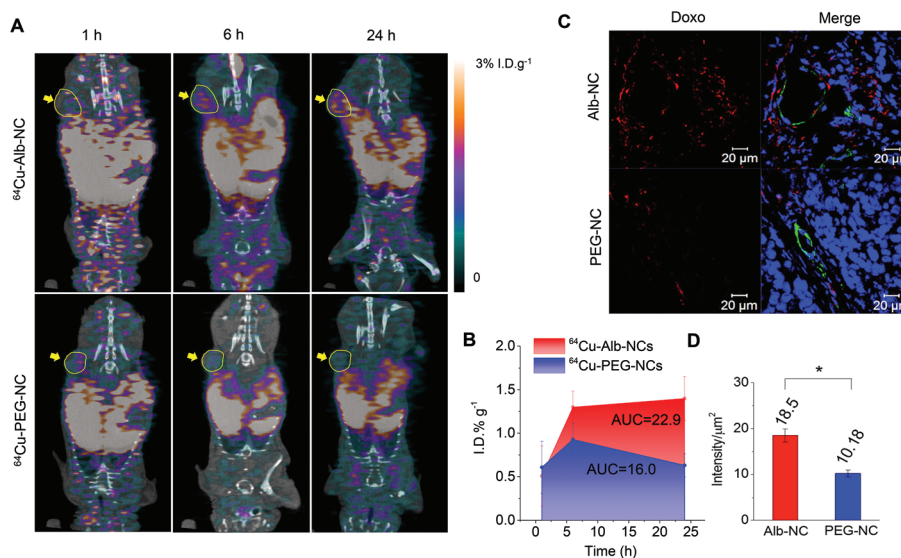 A
1 h
6 h
24 h
⁶⁴Cu-Alb-NC
⁶⁴Cu-PEG-NC
3% I.D.g⁻¹
0
C
Doxo
Merge
Alb-NC
20 µm
20 µm
PEG-NC
20 µm
20 µm
B
⁶⁴Cu-Alb-NCs
⁶⁴Cu-PEG-NCs
I.D.% g⁻¹
2.0
1.5
1.0
0.5
0.0
AUC=22.9
AUC=16.0
0
5
10
15
20
25
Time (h)
D
*
Intensity/µm²
30
20
10
0
18.5
10.18
Alb-NC
PEG-NC